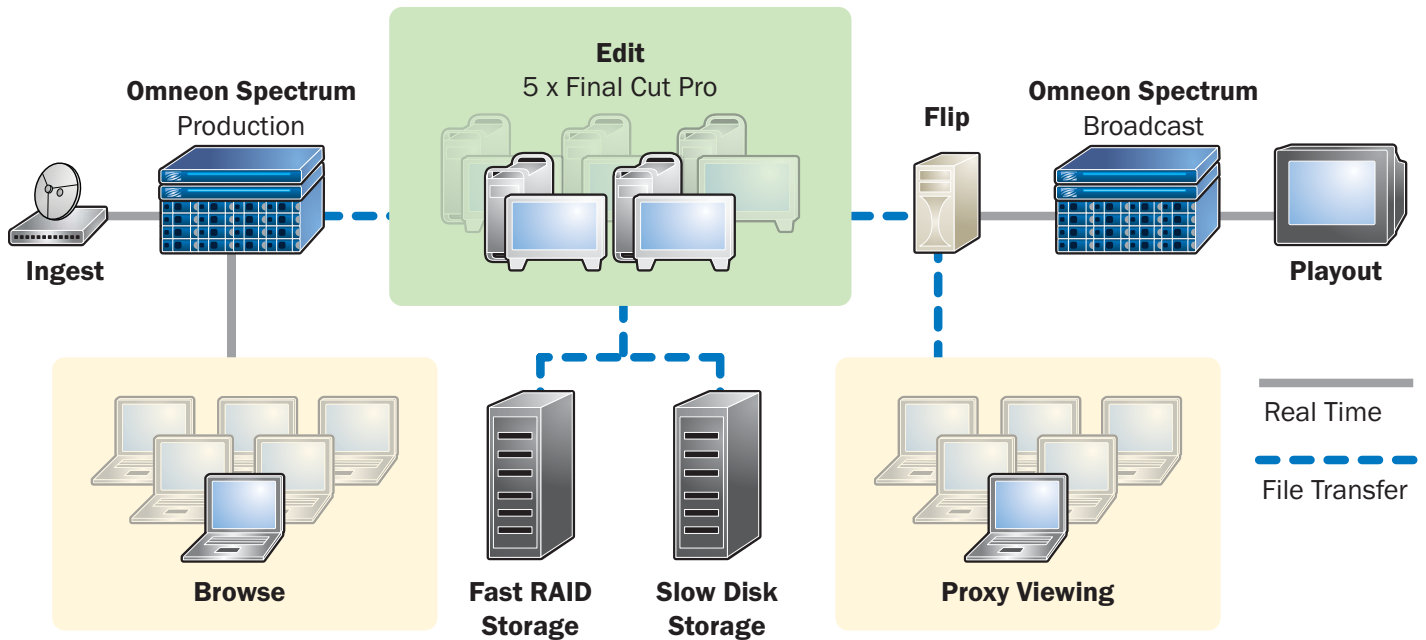 Edit
5 x Final Cut Pro
Omneon Spectrum
Production
Flip
Omneon Spectrum
Broadcast
Ingest
Playout
Real Time
File Transfer
Browse
Fast RAID
Storage
Slow Disk
Storage
Proxy Viewing